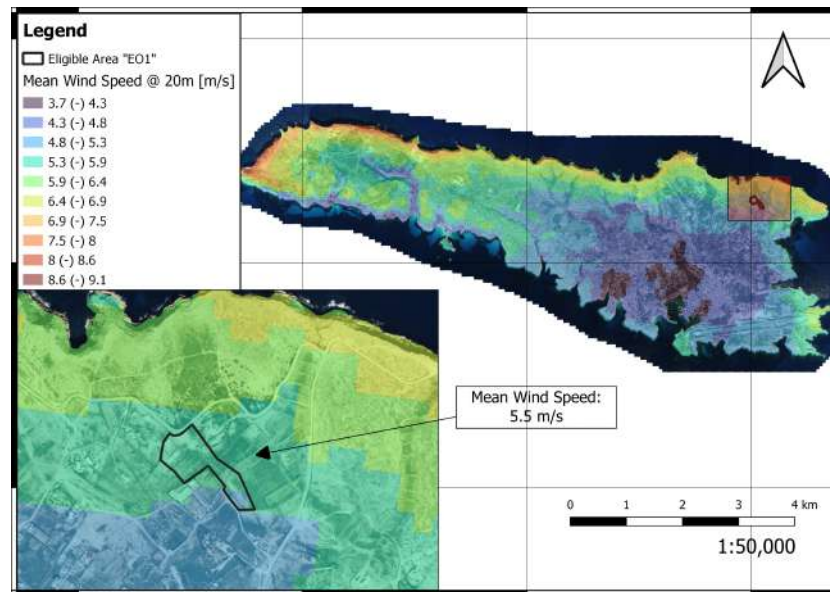 Legend
Eligible Area "EO1"
Mean Wind Speed @ 20m [m/s]
3.7 (-) 4.3
4.3 (-) 4.8
4.8 (-) 5.3
5.3 (-) 5.9
5.9 (-) 6.4
6.4 (-) 6.9
6.9 (-) 7.5
7.5 (-) 8
8 (-) 8.6
8.6 (-) 9.1
Mean Wind Speed:
5.5 m/s
0 1 2 3 4 km
1:50,000